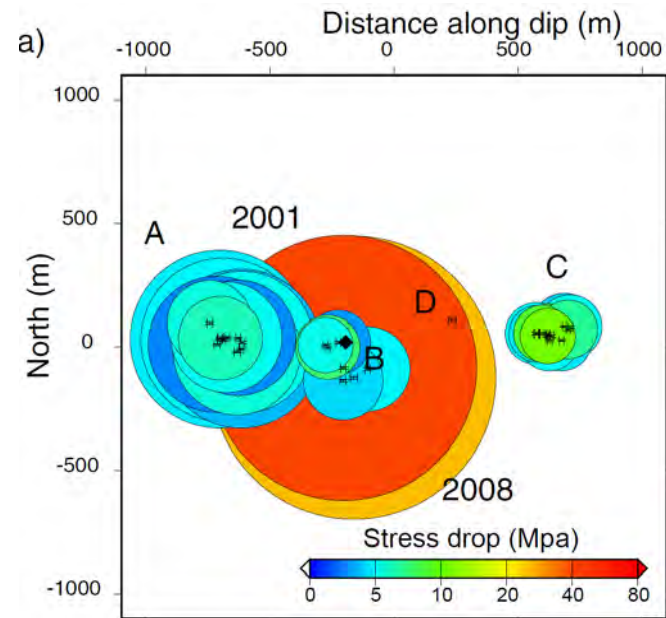 Distance along dip (m)
a)
-1000 -500 0 500 1000
1000
500
0
-500
-1000
North (m)
A
2001
C
D
B
2008
Stress drop (Mpa)
0 5 10 20 40 80